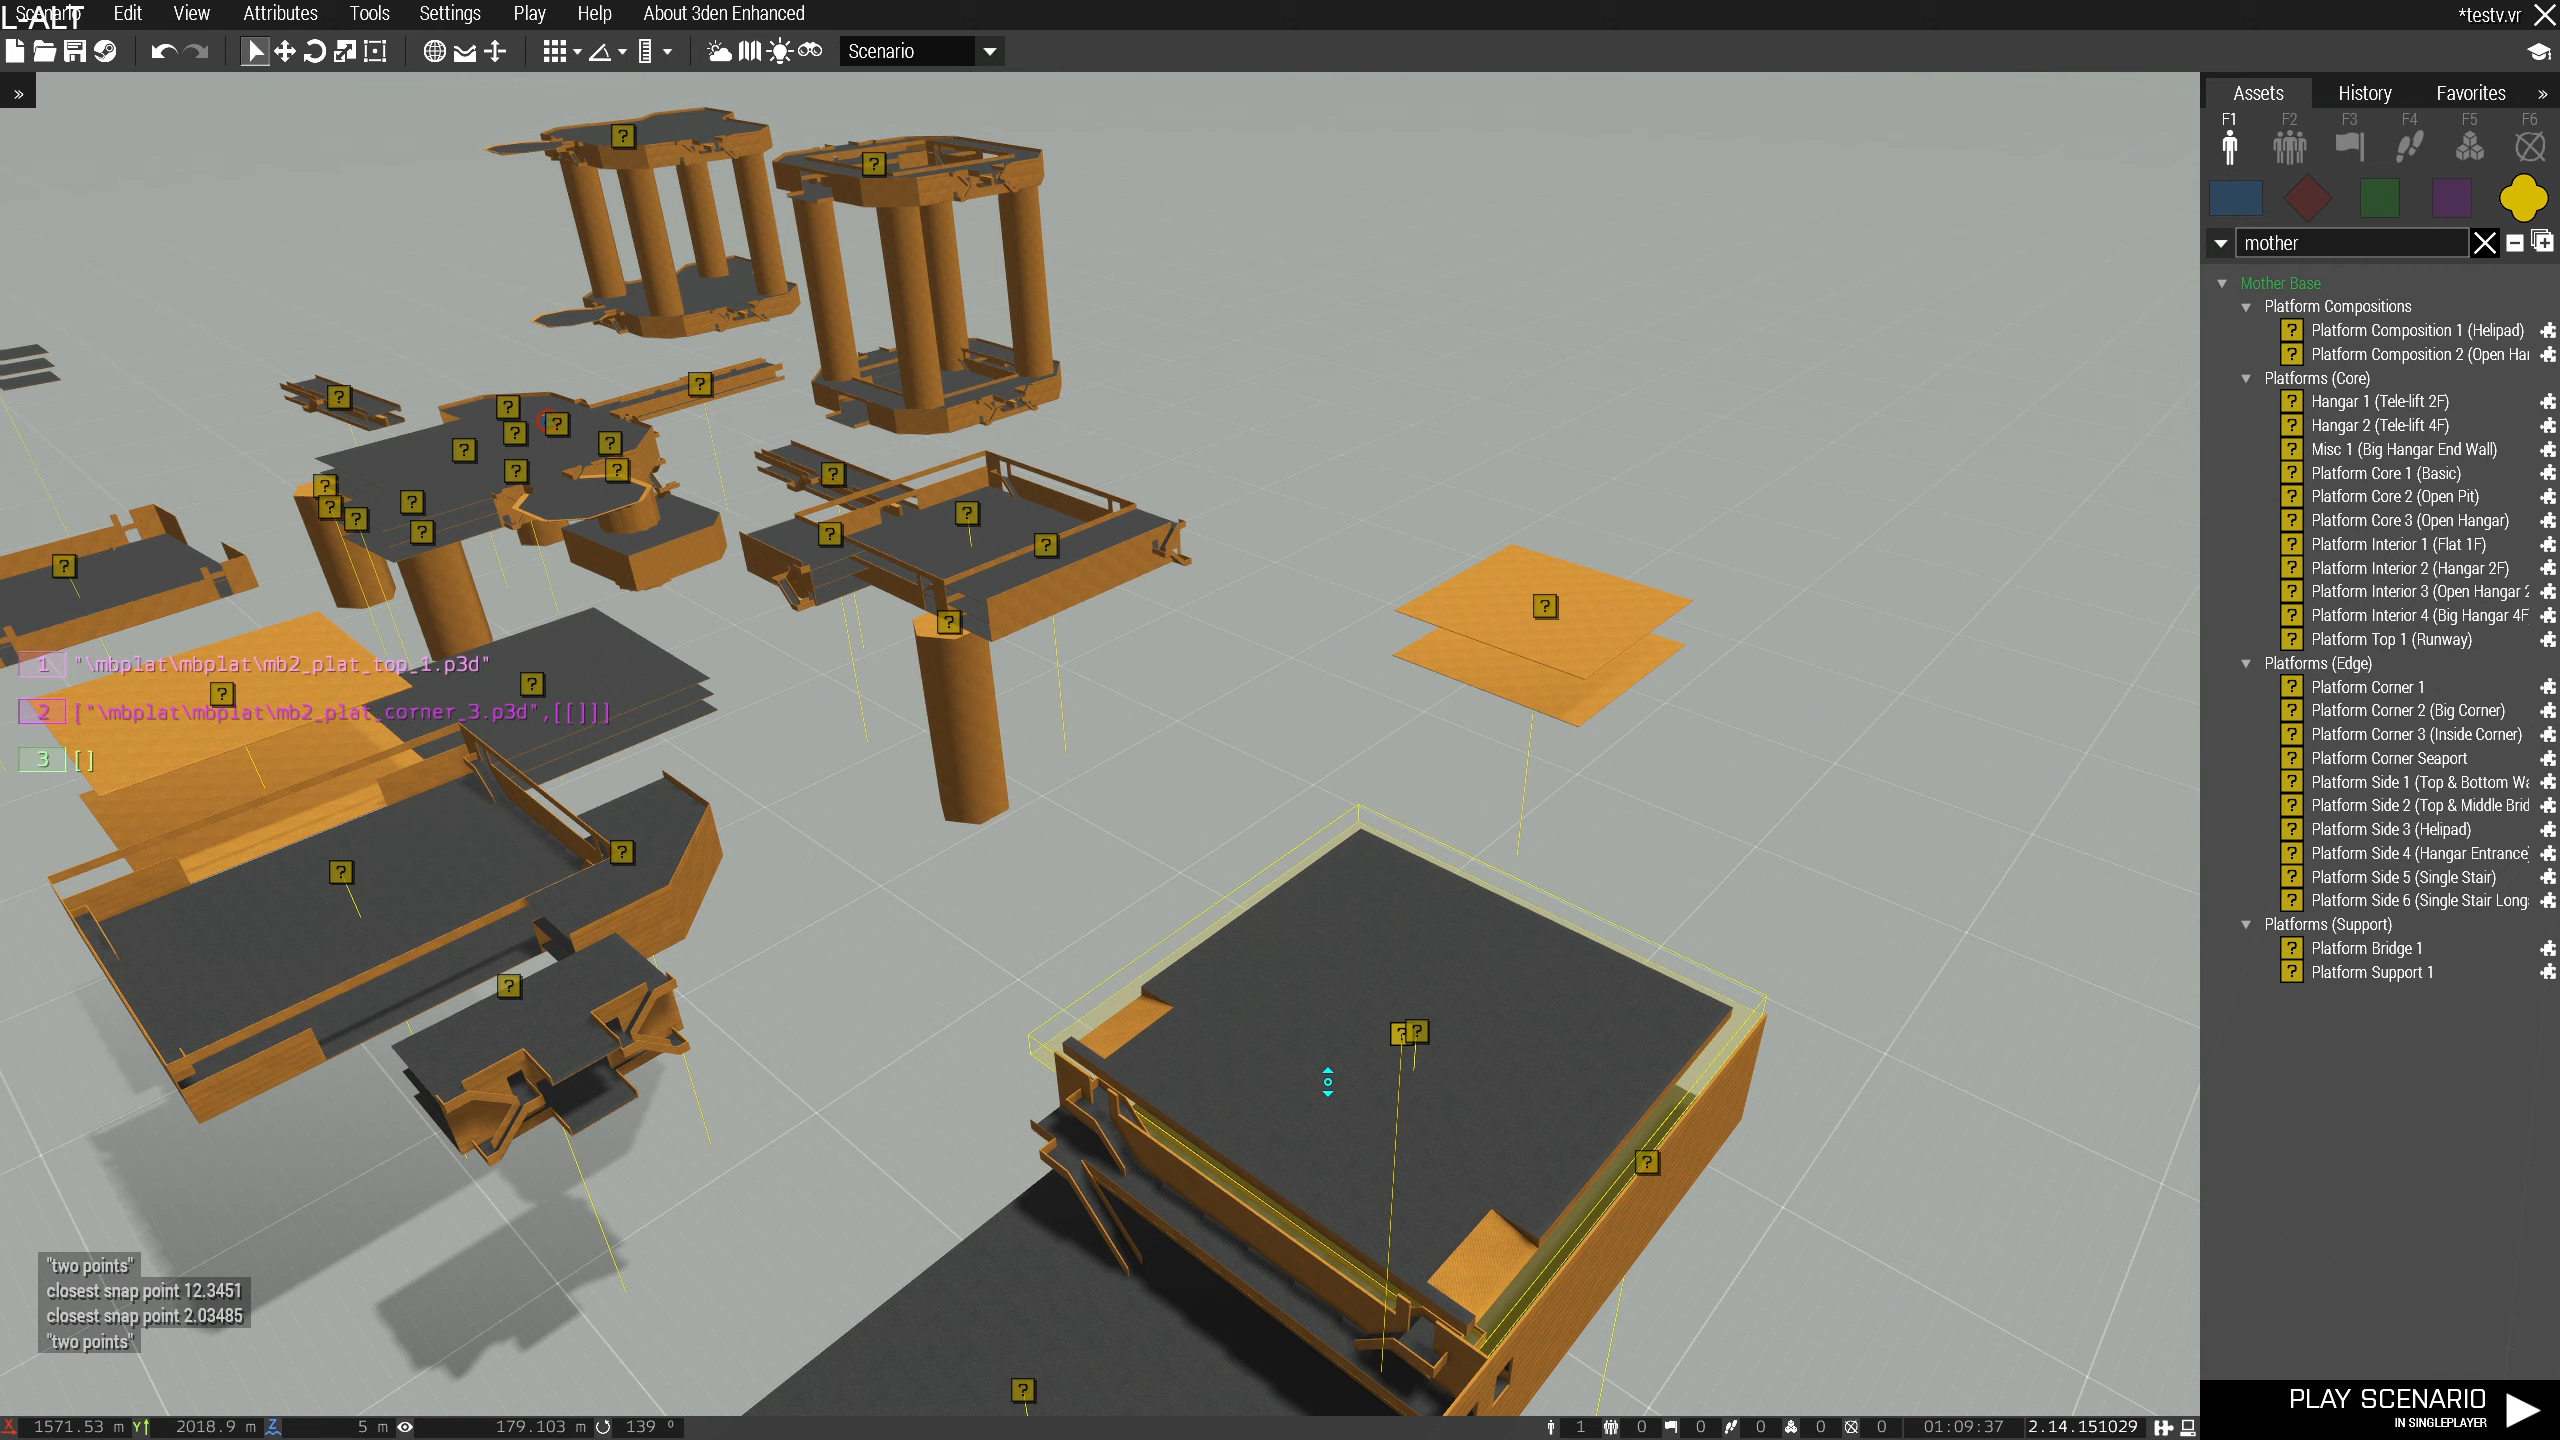 L-ALT
Scenario Edit View Attributes Tools Settings Play Help About 3den Enhanced
*testv.vr
Scenario
Assets History Favorites
F1 F2 F3 F4 F5 F6
mother
Mother Base
Platform Compositions
Platform Composition 1 (Helipad)
Platform Composition 2 (Open Ha
Platforms (Core)
Hangar 1 (Tele-lift 2F)
Hangar 2 (Tele-lift 4F)
Misc 1 (Big Hangar End Wall)
Platform Core 1 (Basic)
Platform Core 2 (Open Pit)
Platform Core 3 (Open Hangar)
Platform Interior 1 (Flat 1F)
Platform Interior 2 (Hangar 2F)
Platform Interior 3 (Open Hangar 2
Platform Interior 4 (Big Hangar 4F
Platform Top 1 (Runway)
Platforms (Edge)
Platform Corner 1
Platform Corner 2 (Big Corner)
Platform Corner 3 (Inside Corner)
Platform Corner Seaport
Platform Side 1 (Top & Bottom Wa
Platform Side 2 (Top & Middle Brid
Platform Side 3 (Helipad)
Platform Side 4 (Hangar Entrance
Platform Side 5 (Single Stair)
Platform Side 6 (Single Stair Long
Platforms (Support)
Platform Bridge 1
Platform Support 1
1 "\mbplat\mbplat\mb2_plat_top_1.p3d"
2 ["\mbplat\mbplat\mb2_plat_corner_3.p3d",[[]]]
3 []
"two points"
closest snap point 12.3451
closest snap point 2.03485
"two points"
PLAY SCENARIO
IN SINGLEPLAYER
X 1571.53 m Y 2018.9 m Z 5 m 179.103 m 139 ° 1 0 0 0 0 0 01:09:37 2.14.151029